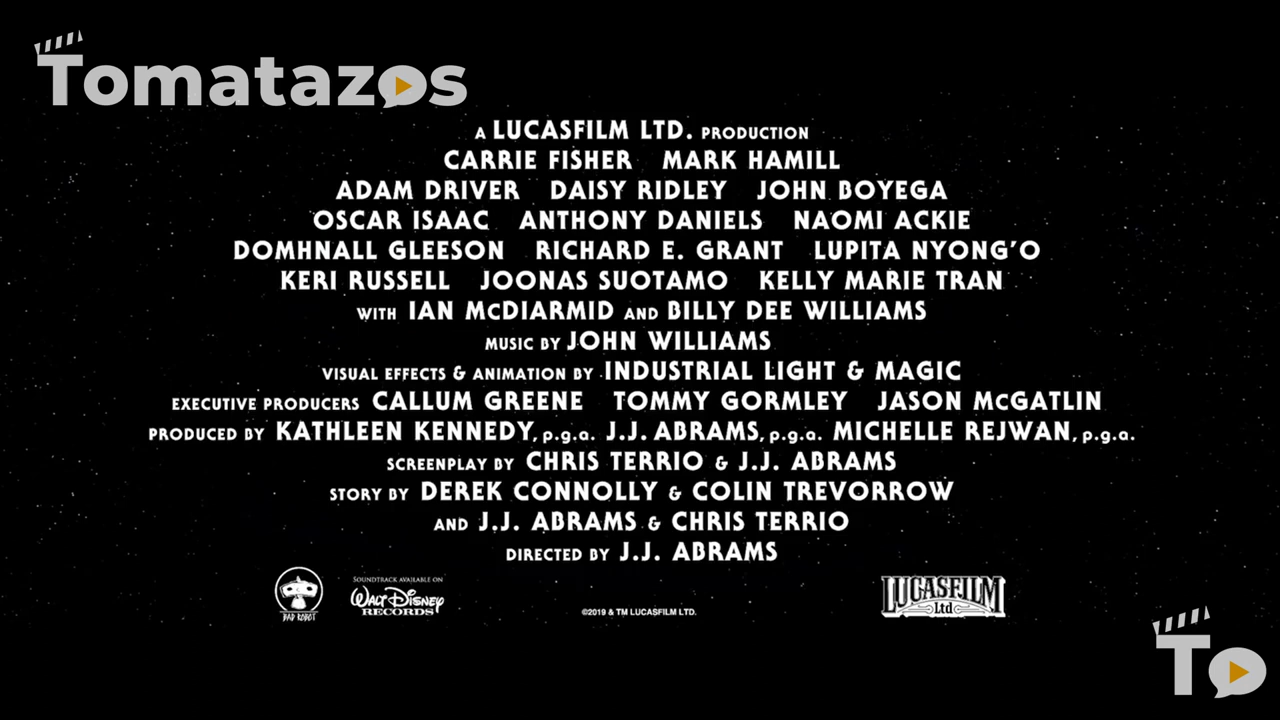 Tomatazos
A LUCASFILM LTD. PRODUCTION
CARRIE FISHER MARK HAMILL
ADAM DRIVER DAISY RIDLEY JOHN BOYEGA
OSCAR ISAAC ANTHONY DANIELS NAOMI ACKIE
DOMHNALL GLEESON RICHARD E. GRANT LUPITA NYONG'O
KERI RUSSELL JOONAS SUOTAMO KELLY MARIE TRAN
WITH IAN McDIARMID AND BILLY DEE WILLIAMS
MUSIC BY JOHN WILLIAMS
VISUAL EFFECTS & ANIMATION BY INDUSTRIAL LIGHT & MAGIC
EXECUTIVE PRODUCERS CALLUM GREENE TOMMY GORMLEY JASON McGATLIN
PRODUCED BY KATHLEEN KENNEDY, p.g.a. J.J. ABRAMS, p.g.a. MICHELLE REJWAN, p.g.a.
SCREENPLAY BY CHRIS TERRIO & J.J. ABRAMS
STORY BY DEREK CONNOLLY & COLIN TREVORROW
AND J.J. ABRAMS & CHRIS TERRIO
DIRECTED BY J.J. ABRAMS
BAD ROBOT
SOUNDTRACK AVAILABLE ON
WALT DISNEY
RECORDS
©2019 & TM LUCASFILM LTD.
LUCASFILM
Ltd
To